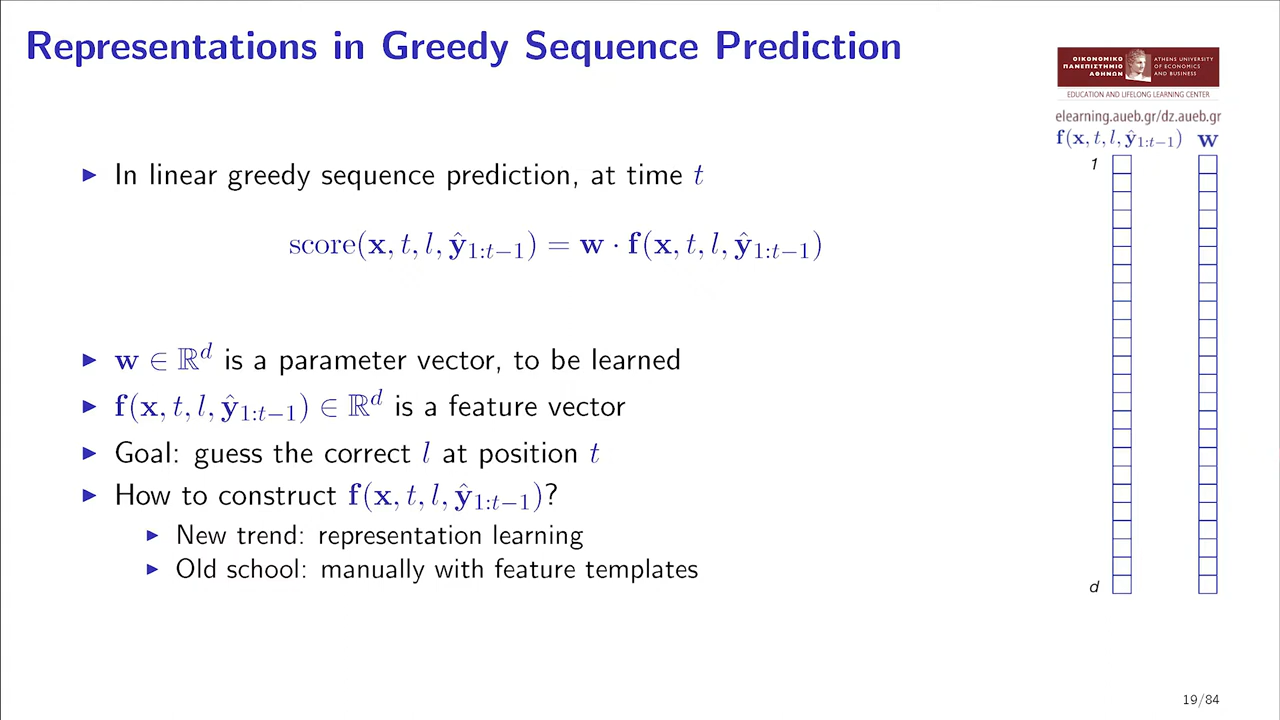 Representations in Greedy Sequence Prediction
ΟΙΚΟΝΟΜΙΚΟ
ΠΑΝΕΠΙΣΤΗΜΙΟ
ΑΘΗΝΩΝ
ATHENS UNIVERSITY
OF ECONOMICS
AND BUSINESS
EDUCATION AND LIFELONG LEARNING CENTER
elearning.aueb.gr/dz.aueb.gr
f(x, t, l, ŷ₁:ₜ₋₁) w
1
▶ In linear greedy sequence prediction, at time t
score(x, t, l, ŷ₁:ₜ₋₁) = w · f(x, t, l, ŷ₁:ₜ₋₁)
▶ w ∈ ℝᵈ is a parameter vector, to be learned
▶ f(x, t, l, ŷ₁:ₜ₋₁) ∈ ℝᵈ is a feature vector
▶ Goal: guess the correct l at position t
▶ How to construct f(x, t, l, ŷ₁:ₜ₋₁)?
▶ New trend: representation learning
▶ Old school: manually with feature templates
d
19/84